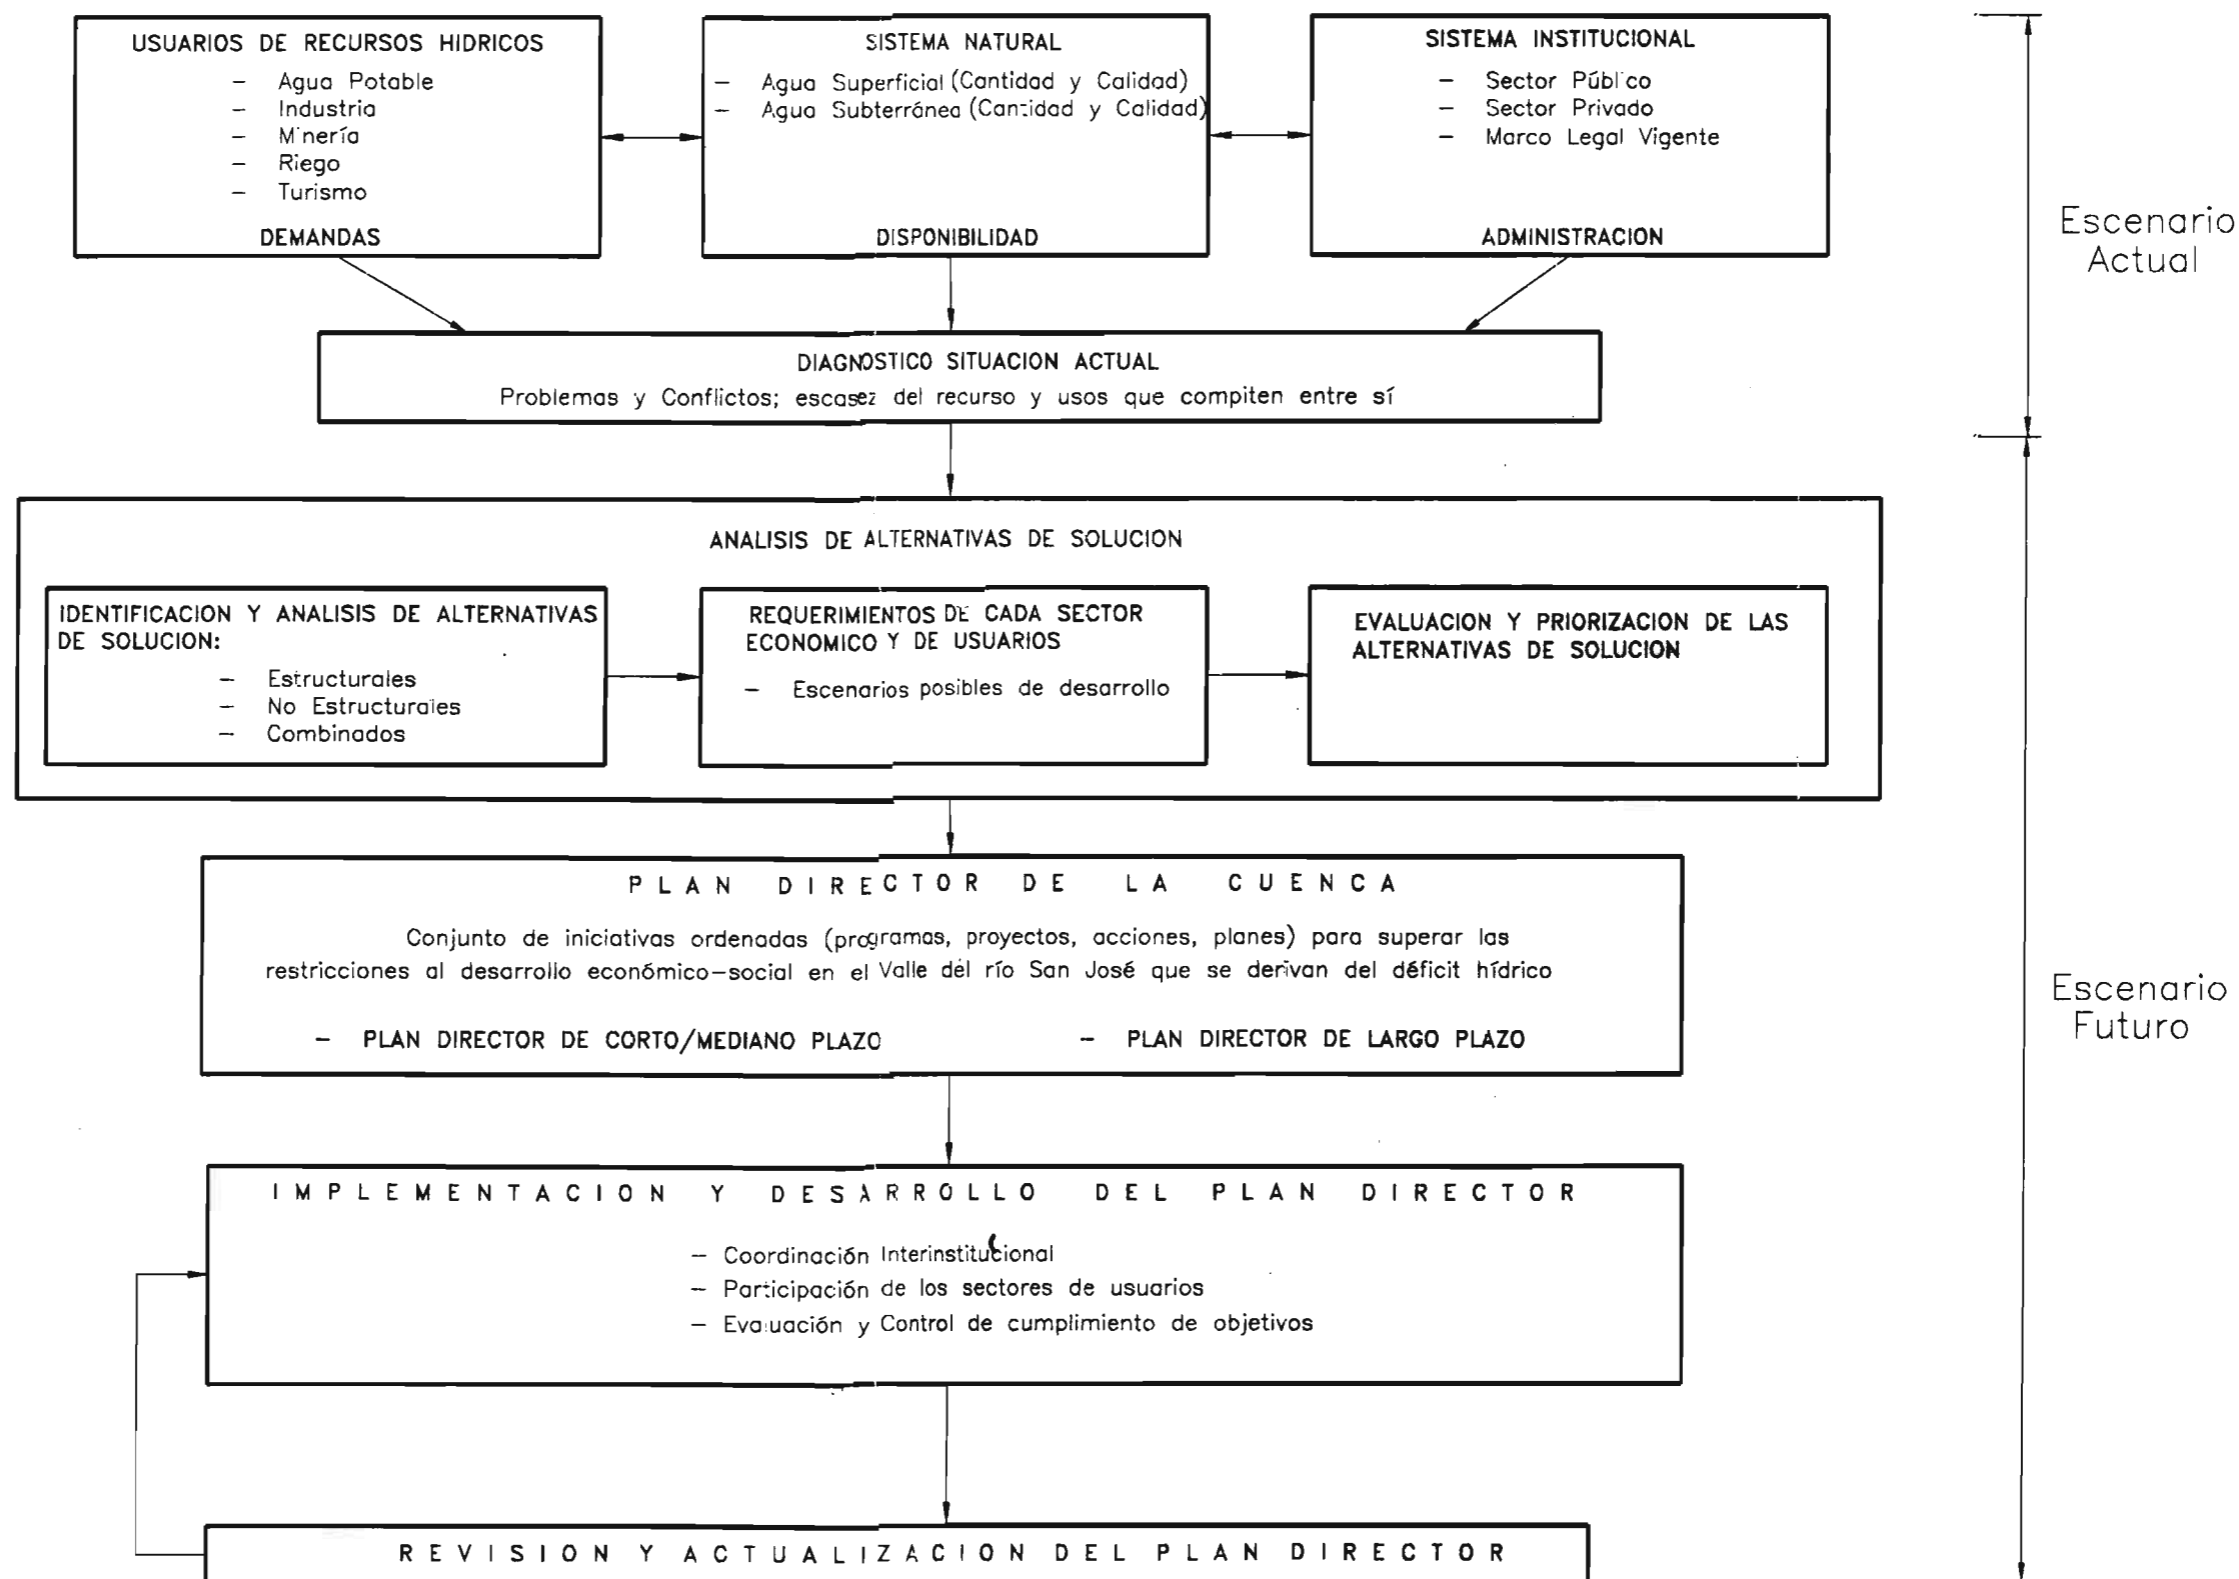 USUARIOS DE RECURSOS HIDRICOS
- Agua Potable
- Industria
- Minería
- Riego
- Turismo
DEMANDAS
SISTEMA NATURAL
- Agua Superficial (Cantidad y Calidad)
- Agua Subterránea (Cantidad y Calidad)
DISPONIBILIDAD
SISTEMA INSTITUCIONAL
- Sector Público
- Sector Privado
- Marco Legal Vigente
ADMINISTRACION
Escenario
Actual
DIAGNOSTICO SITUACION ACTUAL
Problemas y Conflictos; escasez del recurso y usos que compiten entre sí
ANALISIS DE ALTERNATIVAS DE SOLUCION
IDENTIFICACION Y ANALISIS DE ALTERNATIVAS
DE SOLUCION:
- Estructurales
- No Estructurales
- Combinados
REQUERIMIENTOS DE CADA SECTOR
ECONOMICO Y DE USUARIOS
- Escenarios posibles de desarrollo
EVALUACION Y PRIORIZACION DE LAS
ALTERNATIVAS DE SOLUCION
PLAN DIRECTOR DE LA CUENCA
Conjunto de iniciativas ordenadas (programas, proyectos, acciones, planes) para superar las
restricciones al desarrollo económico-social en el Valle del río San José que se derivan del déficit hídrico
- PLAN DIRECTOR DE CORTO/MEDIANO PLAZO
- PLAN DIRECTOR DE LARGO PLAZO
Escenario
Futuro
IMPLEMENTACION Y DESARROLLO DEL PLAN DIRECTOR
- Coordinación Interinstitucional
- Participación de los sectores de usuarios
- Evaluación y Control de cumplimiento de objetivos
REVISION Y ACTUALIZACION DEL PLAN DIRECTOR